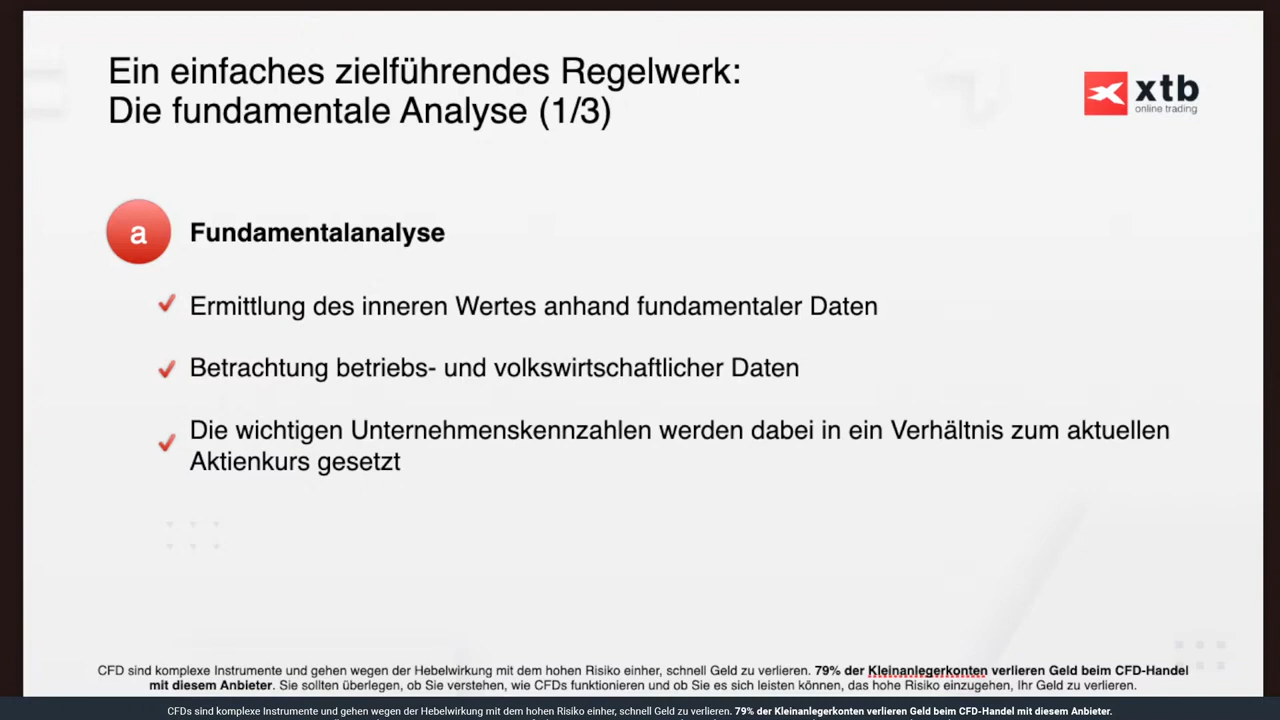 Ein einfaches zielführendes Regelwerk:
Die fundamentale Analyse (1/3)
xtb
online trading
a
Fundamentalanalyse
Ermittlung des inneren Wertes anhand fundamentaler Daten
Betrachtung betriebs- und volkswirtschaftlicher Daten
Die wichtigen Unternehmenskennzahlen werden dabei in ein Verhältnis zum aktuellen
Aktienkurs gesetzt
CFD sind komplexe Instrumente und gehen wegen der Hebelwirkung mit dem hohen Risiko einher, schnell Geld zu verlieren. 79% der Kleinanlegerkonten verlieren Geld beim CFD-Handel
mit diesem Anbieter. Sie sollten überlegen, ob Sie verstehen, wie CFDs funktionieren und ob Sie es sich leisten können, das hohe Risiko einzugehen, Ihr Geld zu verlieren.
CFDs sind komplexe Instrumente und gehen wegen der Hebelwirkung mit dem hohen Risiko einher, schnell Geld zu verlieren. 79% der Kleinanlegerkonten verlieren Geld beim CFD-Handel mit diesem Anbieter.